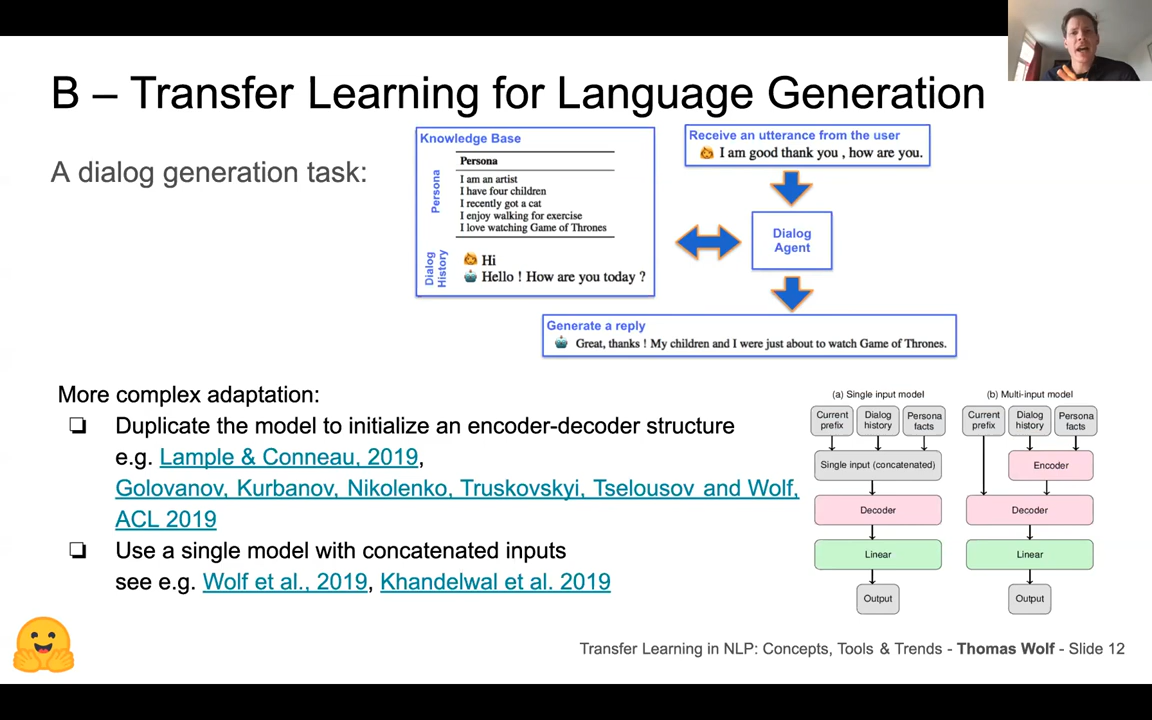 B – Transfer Learning for Language Generation
A dialog generation task:
Knowledge Base
Persona
Persona
I am an artist
I have four children
I recently got a cat
I enjoy walking for exercise
I love watching Game of Thrones
Dialog
History
Hi
Hello ! How are you today ?
Receive an utterance from the user
I am good thank you , how are you.
Dialog
Agent
Generate a reply
Great, thanks ! My children and I were just about to watch Game of Thrones.
More complex adaptation:
❏ Duplicate the model to initialize an encoder-decoder structure
e.g. Lample & Conneau, 2019,
Golovanov, Kurbanov, Nikolenko, Truskovskyi, Tselousov and Wolf,
ACL 2019
❏ Use a single model with concatenated inputs
see e.g. Wolf et al., 2019, Khandelwal et al. 2019
(a) Single input model
Current
prefix
Dialog
history
Persona
facts
Single input (concatenated)
Decoder
Linear
Output
(b) Multi-input model
Current
prefix
Dialog
history
Persona
facts
Encoder
Decoder
Linear
Output
Transfer Learning in NLP: Concepts, Tools & Trends - Thomas Wolf - Slide 12